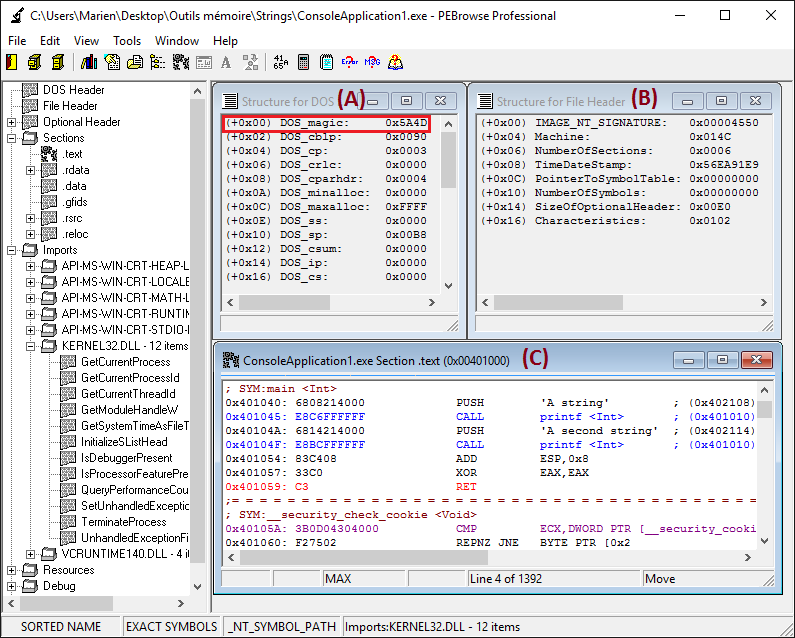 C:\Users\Marien\Desktop\Outils mémoire\Strings\ConsoleApplication1.exe - PEBrowse Professional
File Edit View Tools Window Help
DOS Header
File Header
Optional Header
Sections
.text
.rdata
.data
.gfids
.rsrc
.reloc
Imports
API-MS-WIN-CRT-HEAP-L
API-MS-WIN-CRT-LOCALE
API-MS-WIN-CRT-MATH-L
API-MS-WIN-CRT-RUNTIN
API-MS-WIN-CRT-STDIO-
KERNEL32.DLL - 12 items
GetCurrentProcess
GetCurrentProcessId
GetCurrentThreadId
GetModuleHandleW
GetSystemTimeAsFileT
InitializeSListHead
IsDebuggerPresent
IsProcessorFeaturePre
QueryPerformanceCou
SetUnhandledExceptio
TerminateProcess
UnhandledExceptionFi
VCRUNTIME140.DLL - 4 it
Resources
Debug
Structure for DOS (A)
(+0x00) DOS_magic: 0x5A4D
(+0x02) DOS_cblp: 0x0090
(+0x04) DOS_cp: 0x0003
(+0x06) DOS_crlc: 0x0000
(+0x08) DOS_cparhdr: 0x0004
(+0x0A) DOS_minalloc: 0x0000
(+0x0C) DOS_maxalloc: 0xFFFF
(+0x0E) DOS_ss: 0x0000
(+0x10) DOS_sp: 0x00B8
(+0x12) DOS_csum: 0x0000
(+0x14) DOS_ip: 0x0000
(+0x16) DOS_cs: 0x0000
Structure for File Header (B)
(+0x00) IMAGE_NT_SIGNATURE: 0x00004550
(+0x04) Machine: 0x014C
(+0x06) NumberOfSections: 0x0006
(+0x08) TimeDateStamp: 0x56EA91E9
(+0x0C) PointerToSymbolTable: 0x00000000
(+0x10) NumberOfSymbols: 0x00000000
(+0x14) SizeOfOptionalHeader: 0x00E0
(+0x16) Characteristics: 0x0102
ConsoleApplication1.exe Section .text (0x00401000) (C)
; SYM:main <Int>
0x401040: 6808214000 PUSH 'A string' ; (0x402108)
0x401045: E8C6FFFFFF CALL printf <Int> ; (0x401010)
0x40104A: 6814214000 PUSH 'A second string' ; (0x402114)
0x40104F: E8BCFFFFFF CALL printf <Int> ; (0x401010)
0x401054: 83C408 ADD ESP,0x8
0x401057: 33C0 XOR EAX,EAX
0x401059: C3 RET
;= = = = = = = = = = = = = = = = = = = = = = = = = = = = = = = = = = = =
; SYM:__security_check_cookie <Void>
0x40105A: 3B0D04304000 CMP ECX,DWORD PTR [__security_cooki
0x401060: F27502 REPNZ JNE BYTE PTR [0x2
MAX Line 4 of 1392 Move
SORTED NAME EXACT SYMBOLS _NT_SYMBOL_PATH Imports:KERNEL32.DLL - 12 items